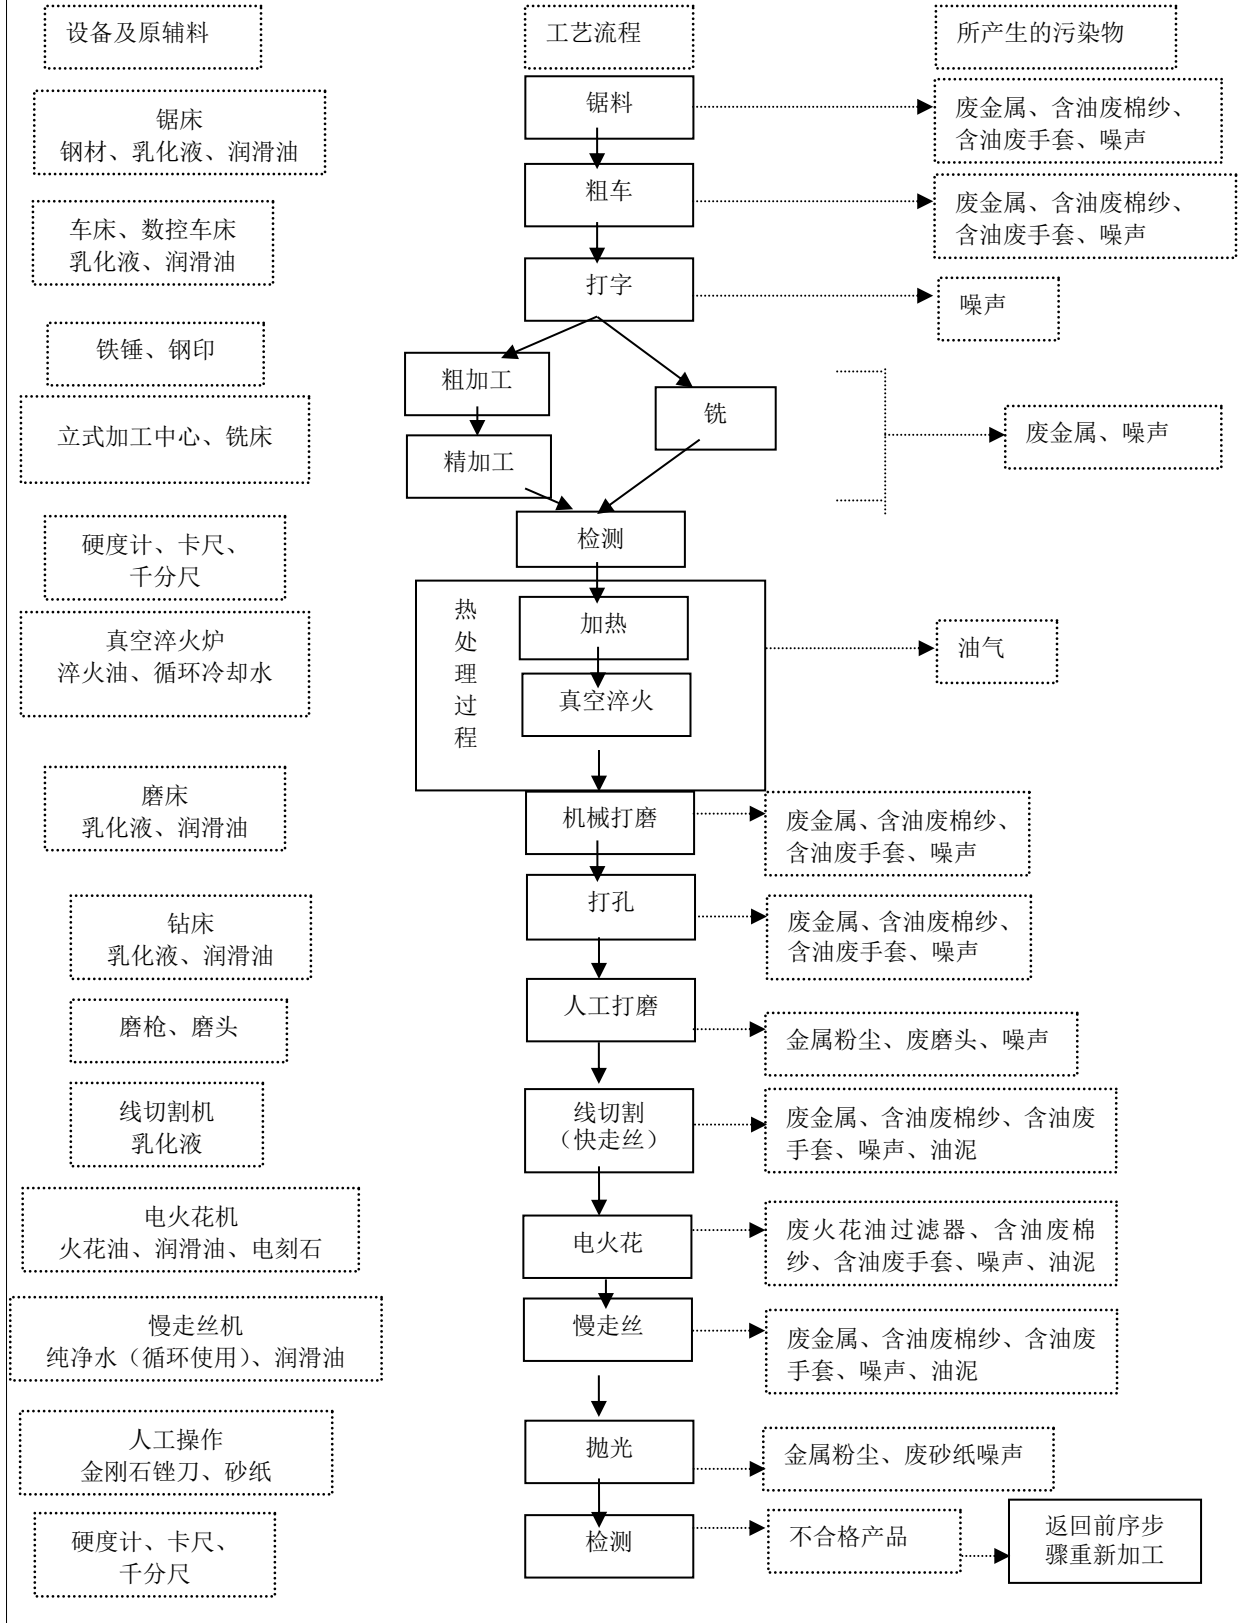 设备及原辅料
工艺流程
所产生的污染物
锯床
钢材、乳化液、润滑油
锯料
废金属、含油废棉纱、
含油废手套、噪声
车床、数控车床
乳化液、润滑油
粗车
废金属、含油废棉纱、
含油废手套、噪声
铁锤、钢印
打字
噪声
立式加工中心、铣床
粗加工
精加工
铣
废金属、噪声
硬度计、卡尺、
千分尺
检测
真空淬火炉
淬火油、循环冷却水
热
处
理
过
程
加热
真空淬火
油气
磨床
乳化液、润滑油
机械打磨
废金属、含油废棉纱、
含油废手套、噪声
钻床
乳化液、润滑油
打孔
废金属、含油废棉纱、
含油废手套、噪声
磨枪、磨头
人工打磨
金属粉尘、废磨头、噪声
线切割机
乳化液
线切割
（快走丝）
废金属、含油废棉纱、含油废
手套、噪声、油泥
电火花机
火花油、润滑油、电刻石
电火花
废火花油过滤器、含油废棉
纱、含油废手套、噪声、油泥
慢走丝机
纯净水（循环使用）、润滑油
慢走丝
废金属、含油废棉纱、含油废
手套、噪声、油泥
人工操作
金刚石锉刀、砂纸
抛光
金属粉尘、废砂纸噪声
硬度计、卡尺、
千分尺
检测
不合格产品
返回前序步
骤重新加工